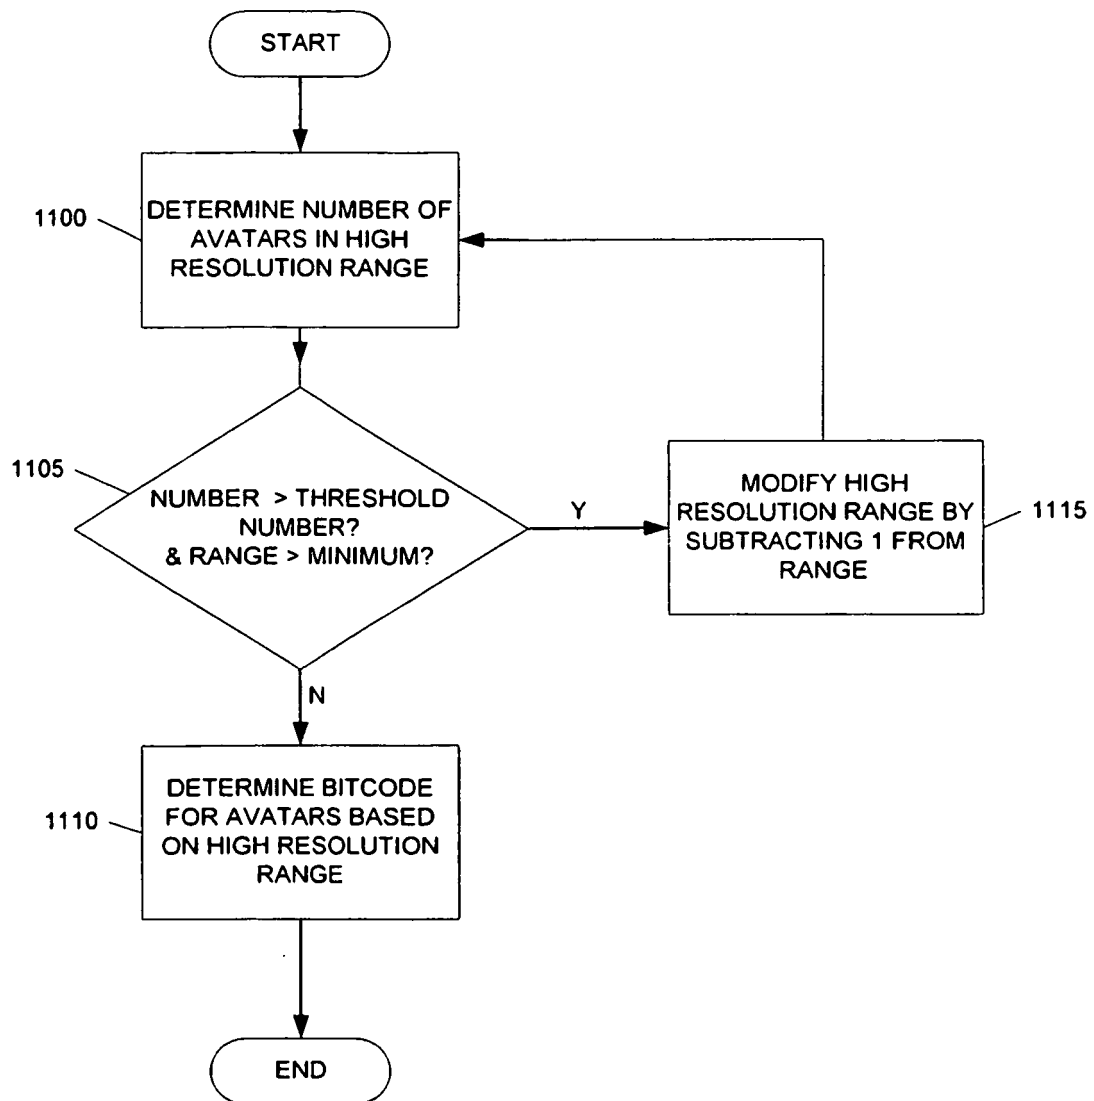 START
1100
DETERMINE NUMBER OF
AVATARS IN HIGH
RESOLUTION RANGE
1105
NUMBER > THRESHOLD
NUMBER?
& RANGE > MINIMUM?
Y
MODIFY HIGH
RESOLUTION RANGE BY
SUBTRACTING 1 FROM
RANGE
1115
N
1110
DETERMINE BITCODE
FOR AVATARS BASED
ON HIGH RESOLUTION
RANGE
END